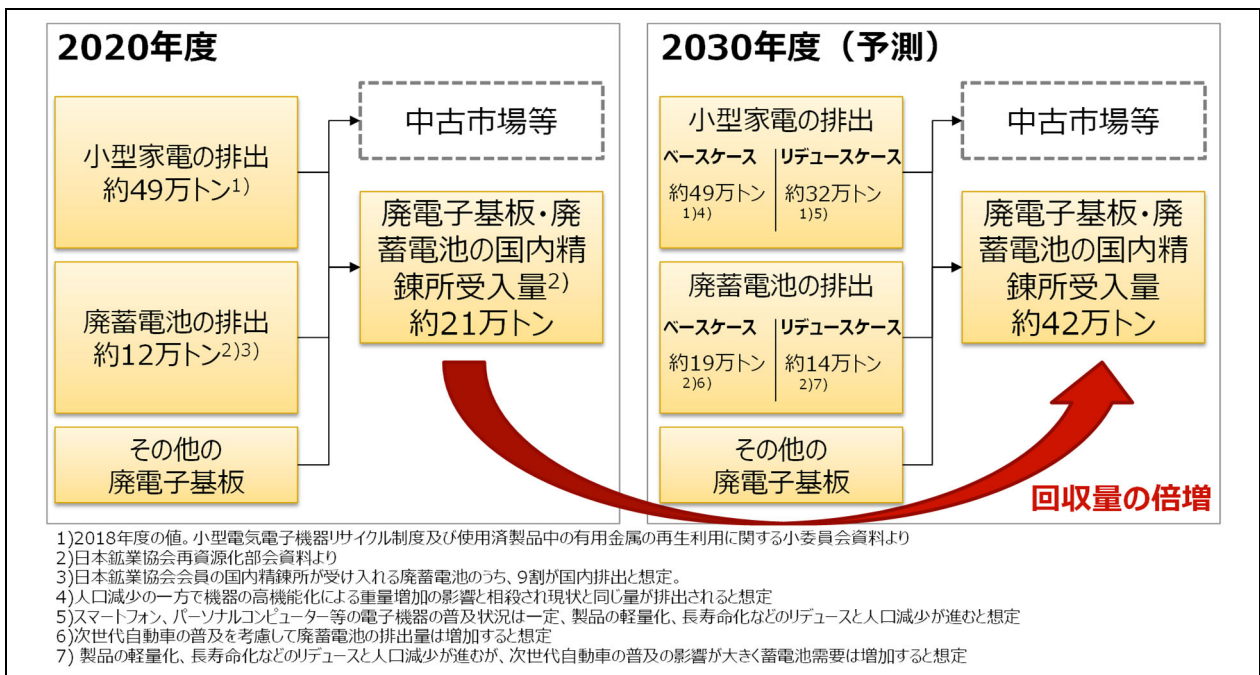 2020年度
小型家電の排出
約49万トン1)
廃蓄電池の排出
約12万トン2)3)
その他の
廃電子基板
中古市場等
廃電子基板・廃
蓄電池の国内精
錬所受入量2)
約21万トン
2030年度（予測）
小型家電の排出
ベースケース
約49万トン
1)4)
リデュースケース
約32万トン
1)5)
廃蓄電池の排出
ベースケース
約19万トン
2)6)
リデュースケース
約14万トン
2)7)
その他の
廃電子基板
中古市場等
廃電子基板・廃
蓄電池の国内精
錬所受入量
約42万トン
回収量の倍増
1)2018年度の値。小型電気電子機器リサイクル制度及び使用済製品中の有用金属の再生利用に関する小委員会資料より
2)日本鉱業協会再資源化部会資料より
3)日本鉱業協会会員の国内精錬所が受け入れる廃蓄電池のうち、9割が国内排出と想定。
4)人口減少の一方で機器の高機能化による重量増加の影響と相殺され現状と同じ量が排出されると想定
5)スマートフォン、パーソナルコンピューター等の電子機器の普及状況は一定、製品の軽量化、長寿命化などのリデュースと人口減少が進むと想定
6)次世代自動車の普及を考慮して廃蓄電池の排出量は増加すると想定
7) 製品の軽量化、長寿命化などのリデュースと人口減少が進むが、次世代自動車の普及の影響が大きく蓄電池需要は増加すると想定